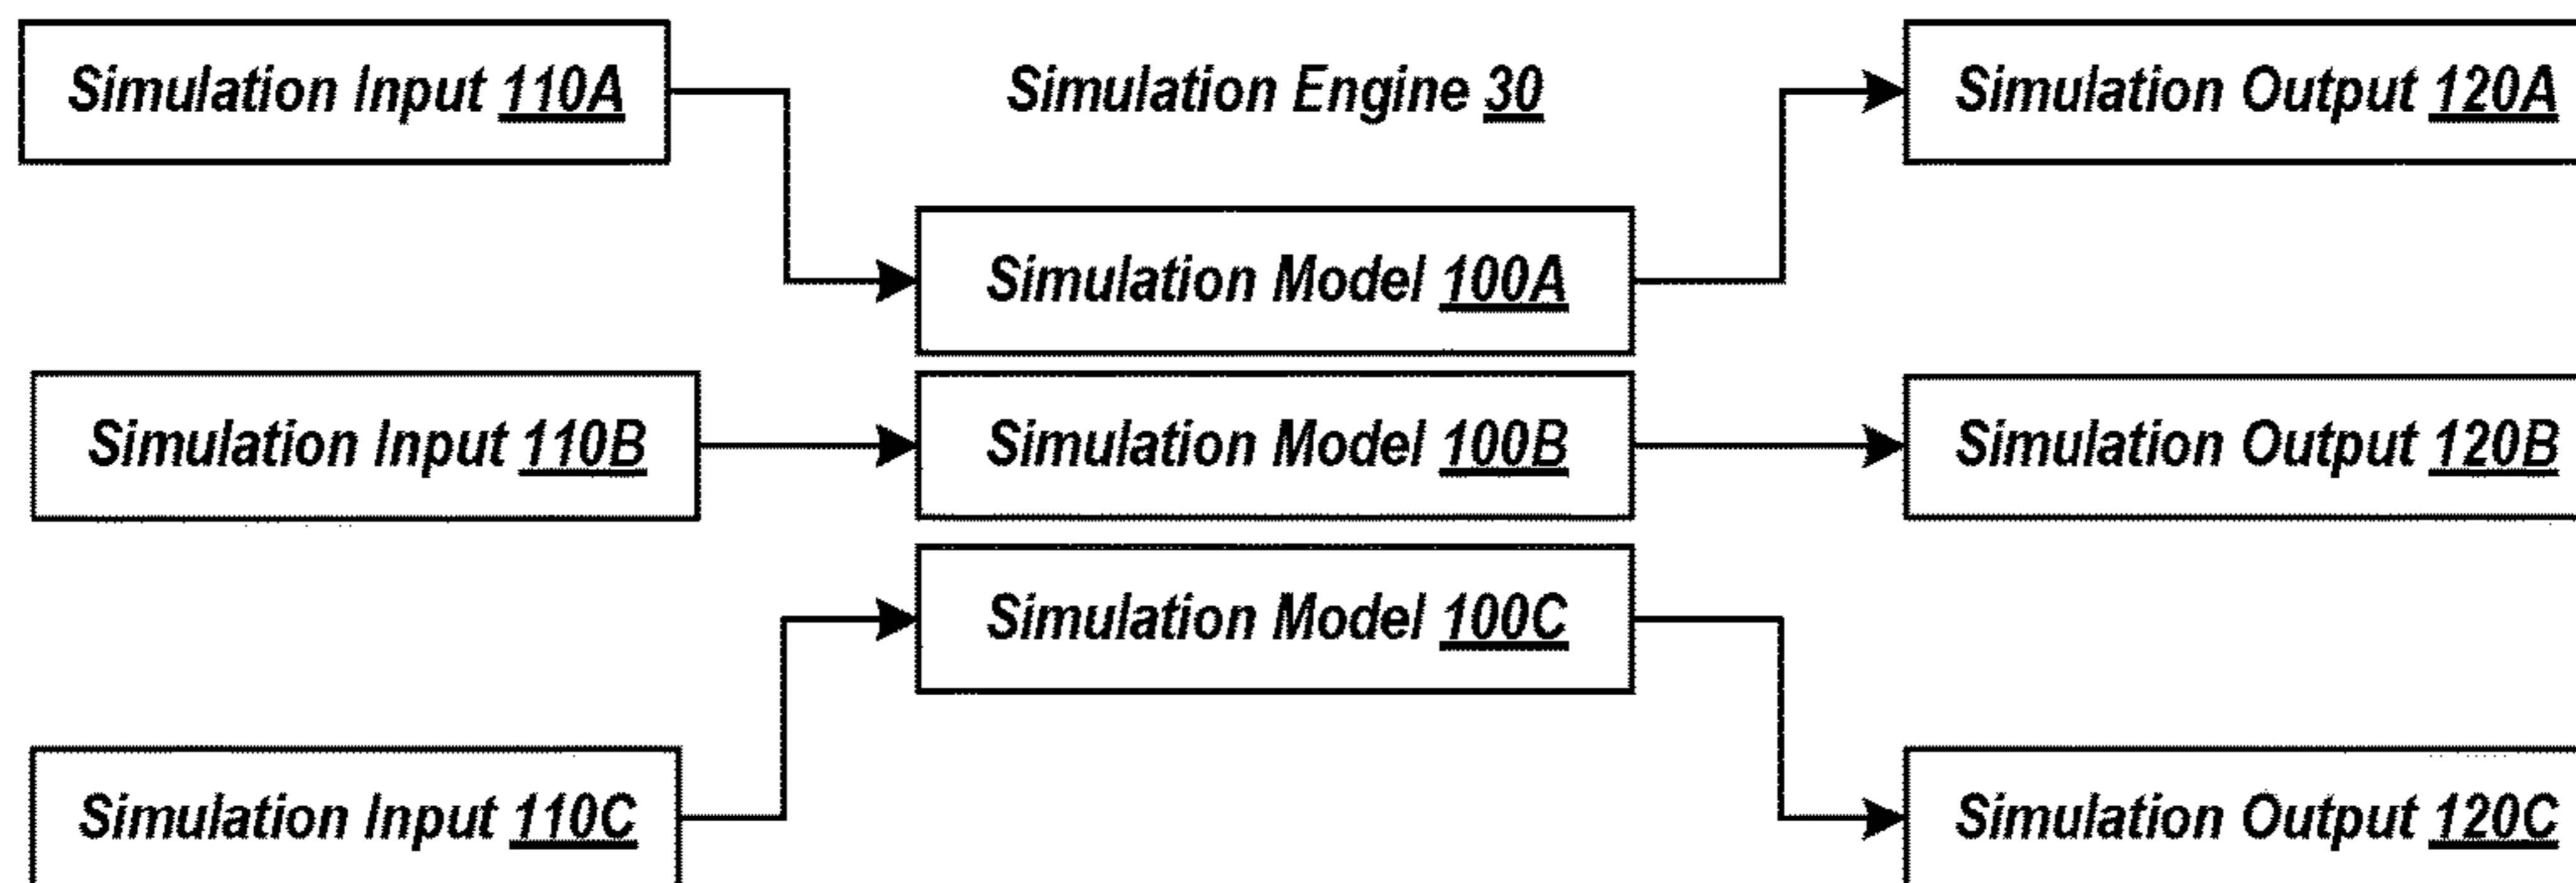 Simulation Input 110A
Simulation Engine 30
Simulation Output 120A
Simulation Model 100A
Simulation Input 110B
Simulation Model 100B
Simulation Output 120B
Simulation Model 100C
Simulation Input 110C
Simulation Output 120C